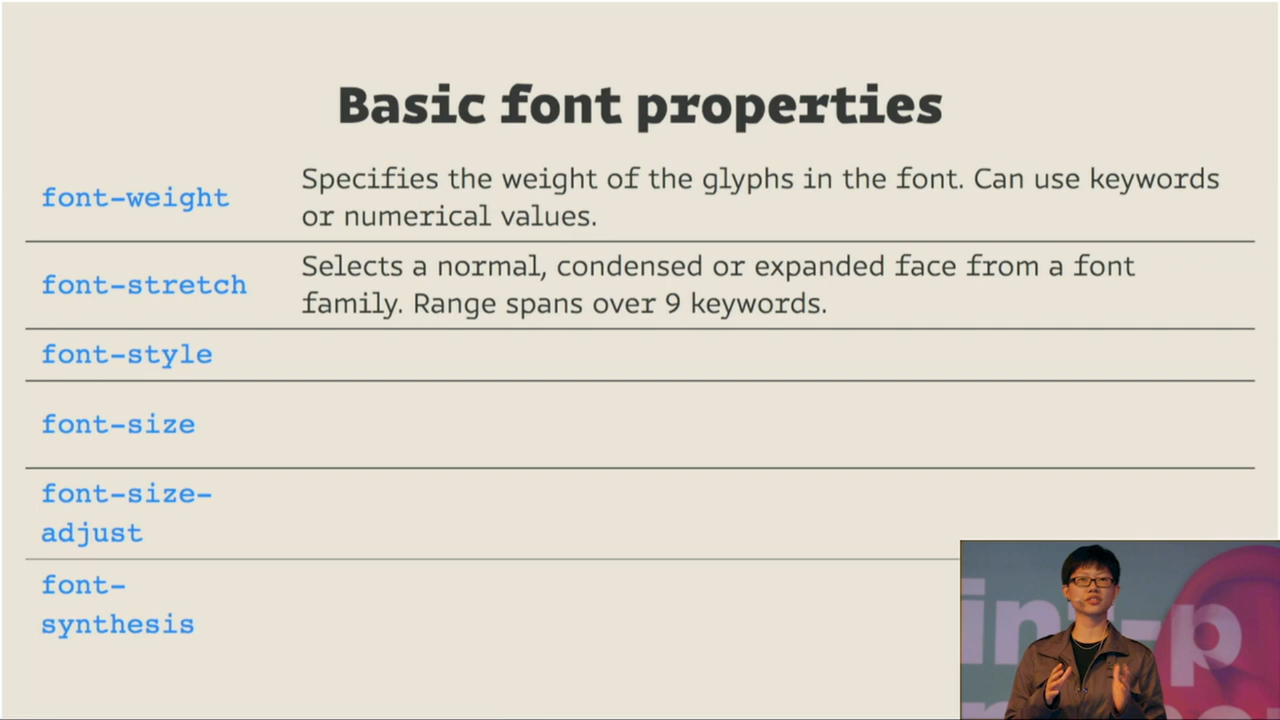 Basic font properties
font-weight
Specifies the weight of the glyphs in the font. Can use keywords
or numerical values.
font-stretch
Selects a normal, condensed or expanded face from a font
family. Range spans over 9 keywords.
font-style
font-size
font-size-
adjust
font-
synthesis
int-p